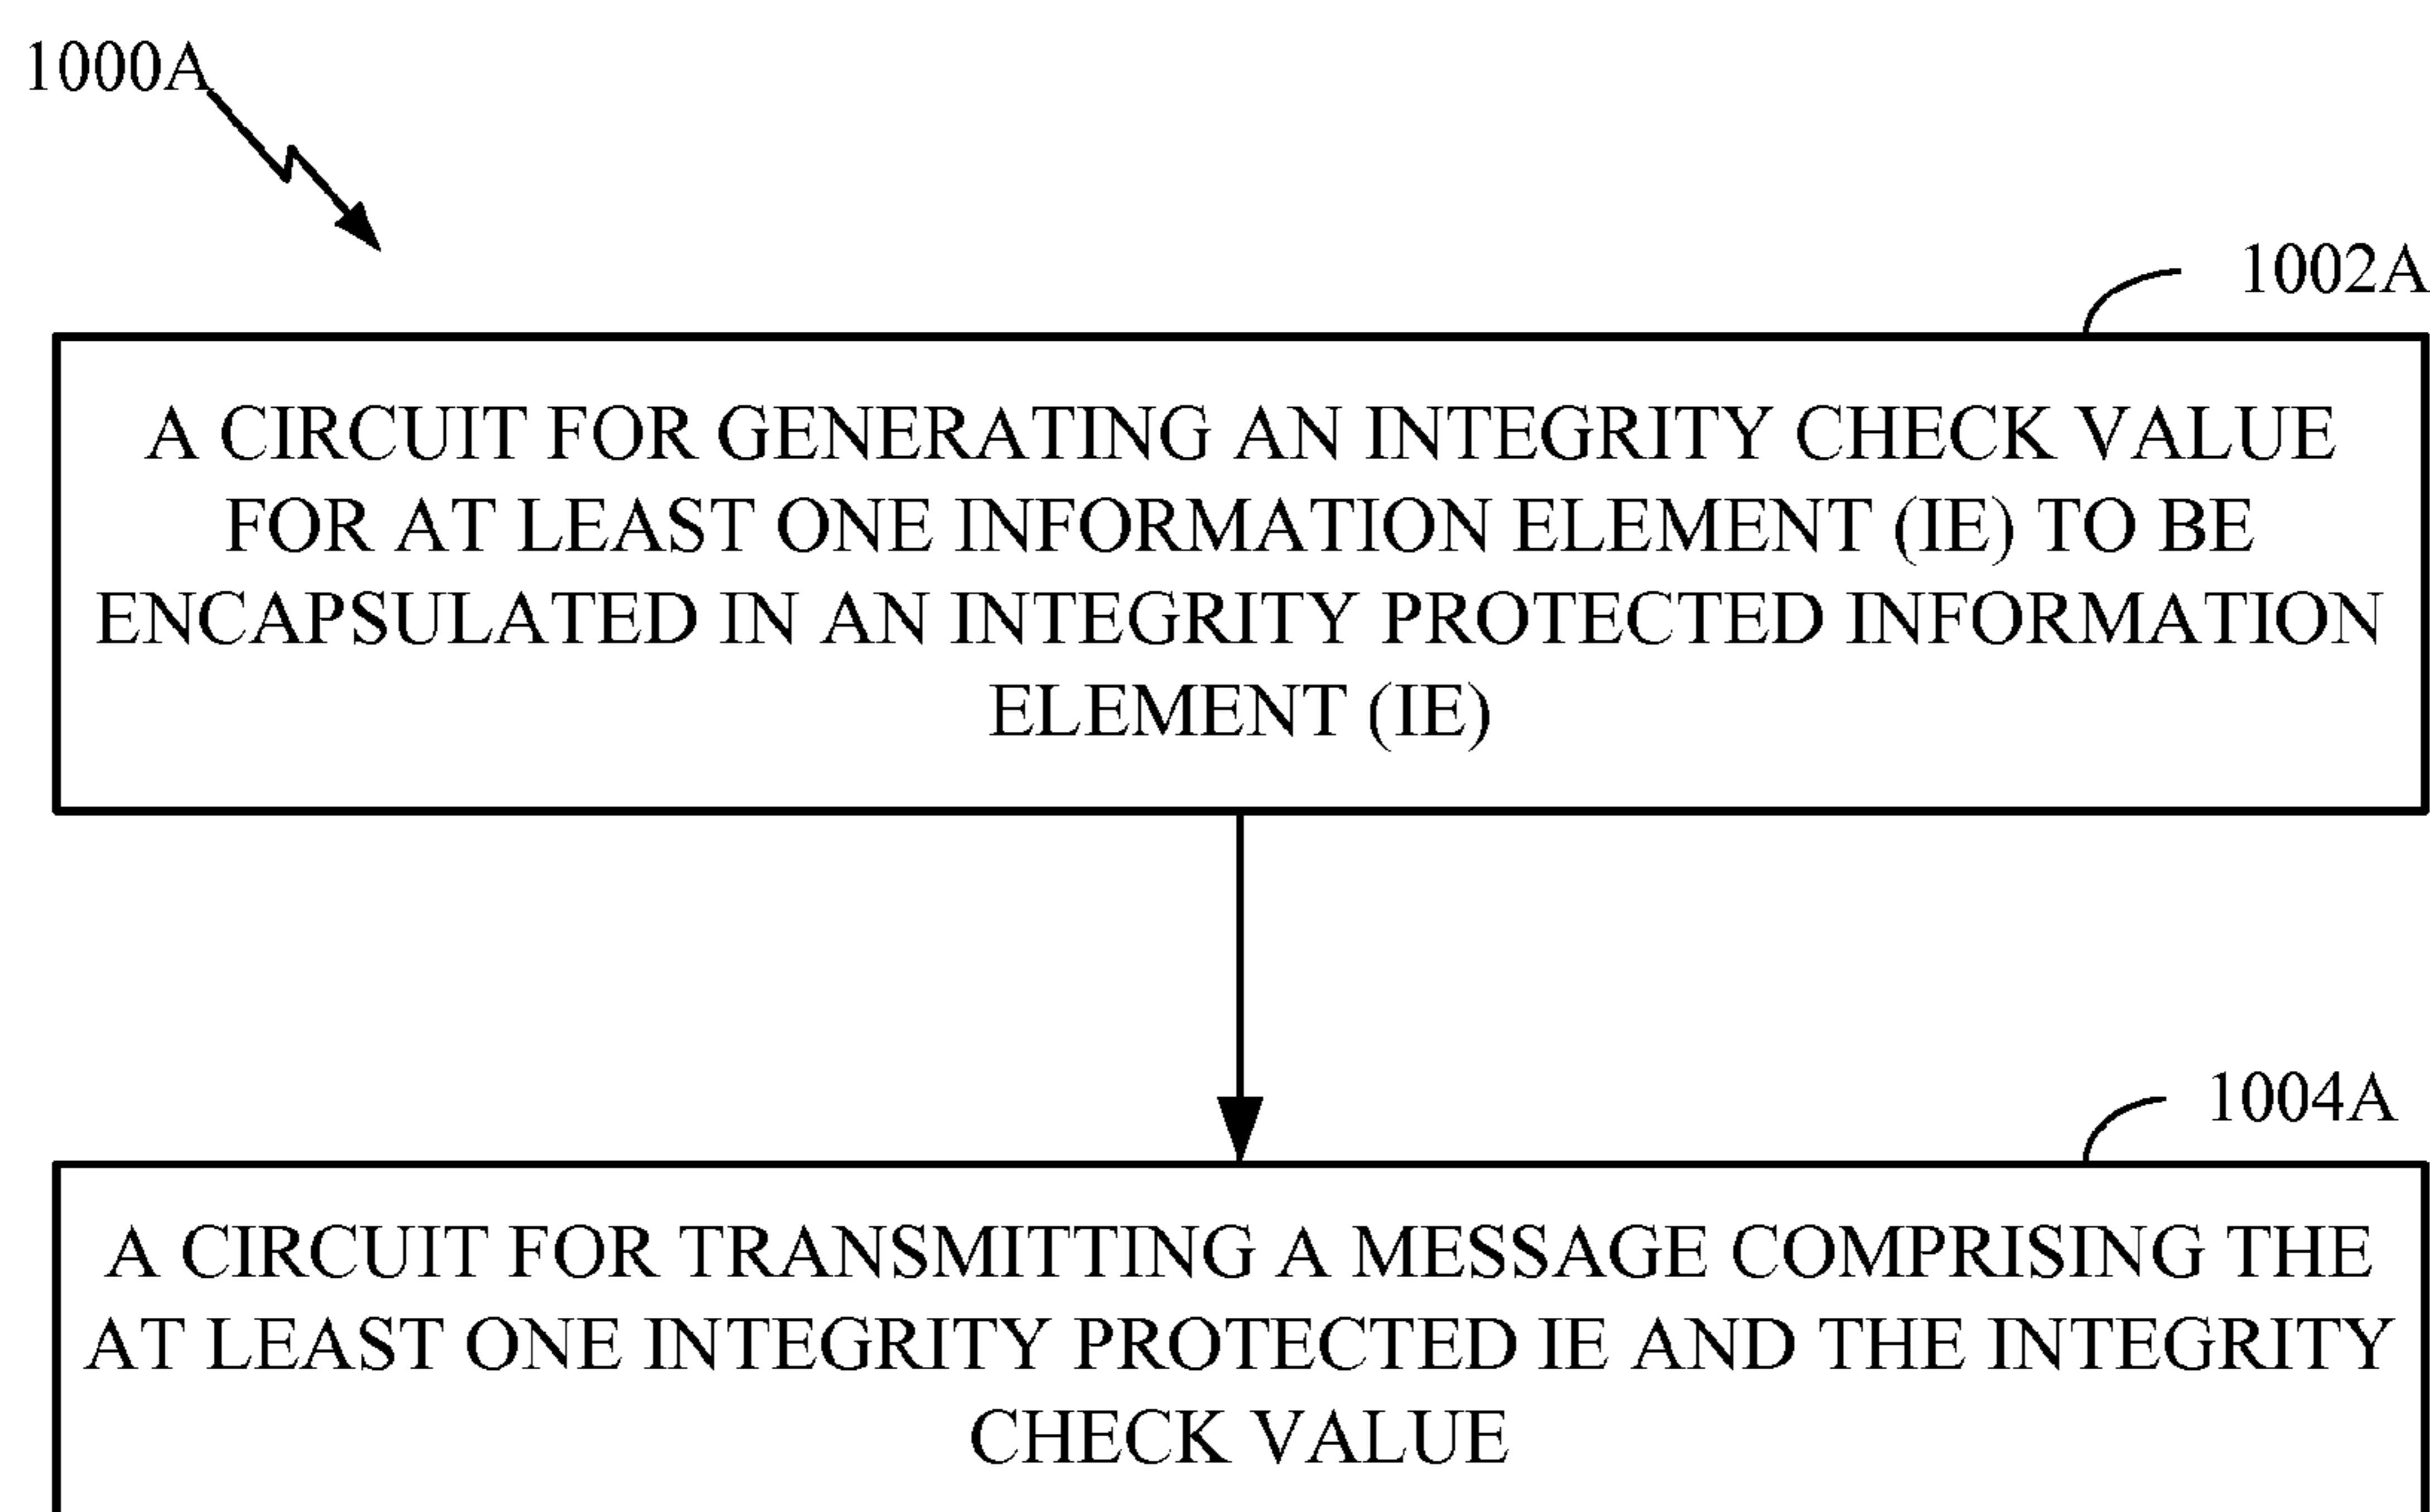 1000A
1002A
A CIRCUIT FOR GENERATING AN INTEGRITY CHECK VALUE
FOR AT LEAST ONE INFORMATION ELEMENT (IE) TO BE
ENCAPSULATED IN AN INTEGRITY PROTECTED INFORMATION
ELEMENT (IE)
1004A
A CIRCUIT FOR TRANSMITTING A MESSAGE COMPRISING THE
AT LEAST ONE INTEGRITY PROTECTED IE AND THE INTEGRITY
CHECK VALUE